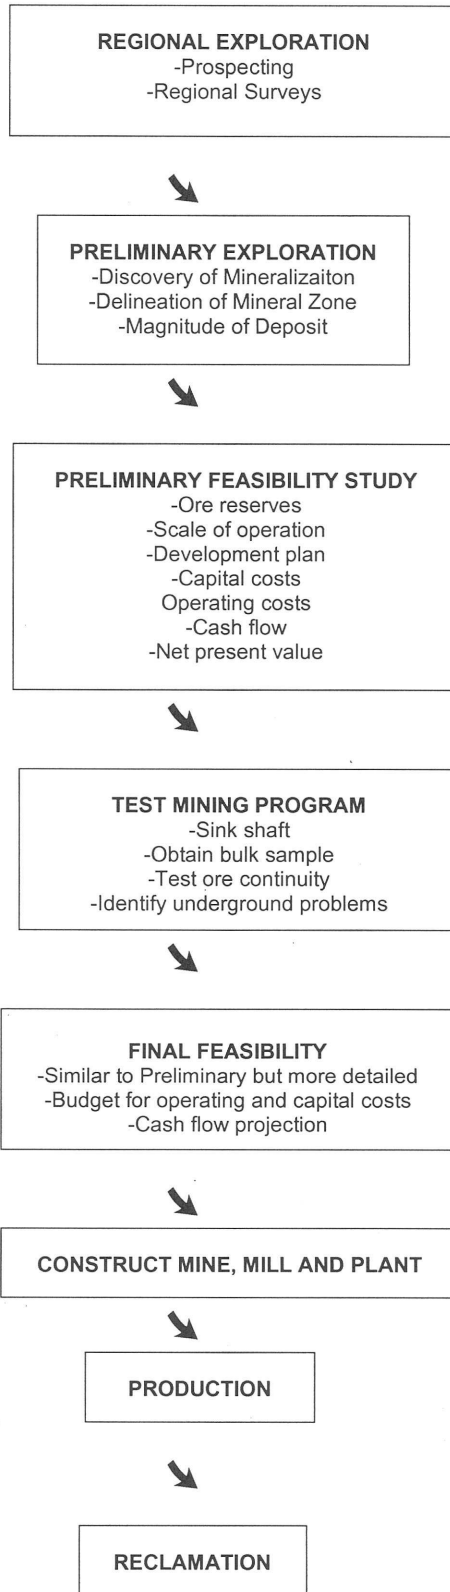 REGIONAL EXPLORATION
-Prospecting
-Regional Surveys
PRELIMINARY EXPLORATION
-Discovery of Mineralizaiton
-Delineation of Mineral Zone
-Magnitude of Deposit
PRELIMINARY FEASIBILITY STUDY
-Ore reserves
-Scale of operation
-Development plan
-Capital costs
Operating costs
-Cash flow
-Net present value
TEST MINING PROGRAM
-Sink shaft
-Obtain bulk sample
-Test ore continuity
-Identify underground problems
FINAL FEASIBILITY
-Similar to Preliminary but more detailed
-Budget for operating and capital costs
-Cash flow projection
CONSTRUCT MINE, MILL AND PLANT
PRODUCTION
RECLAMATION